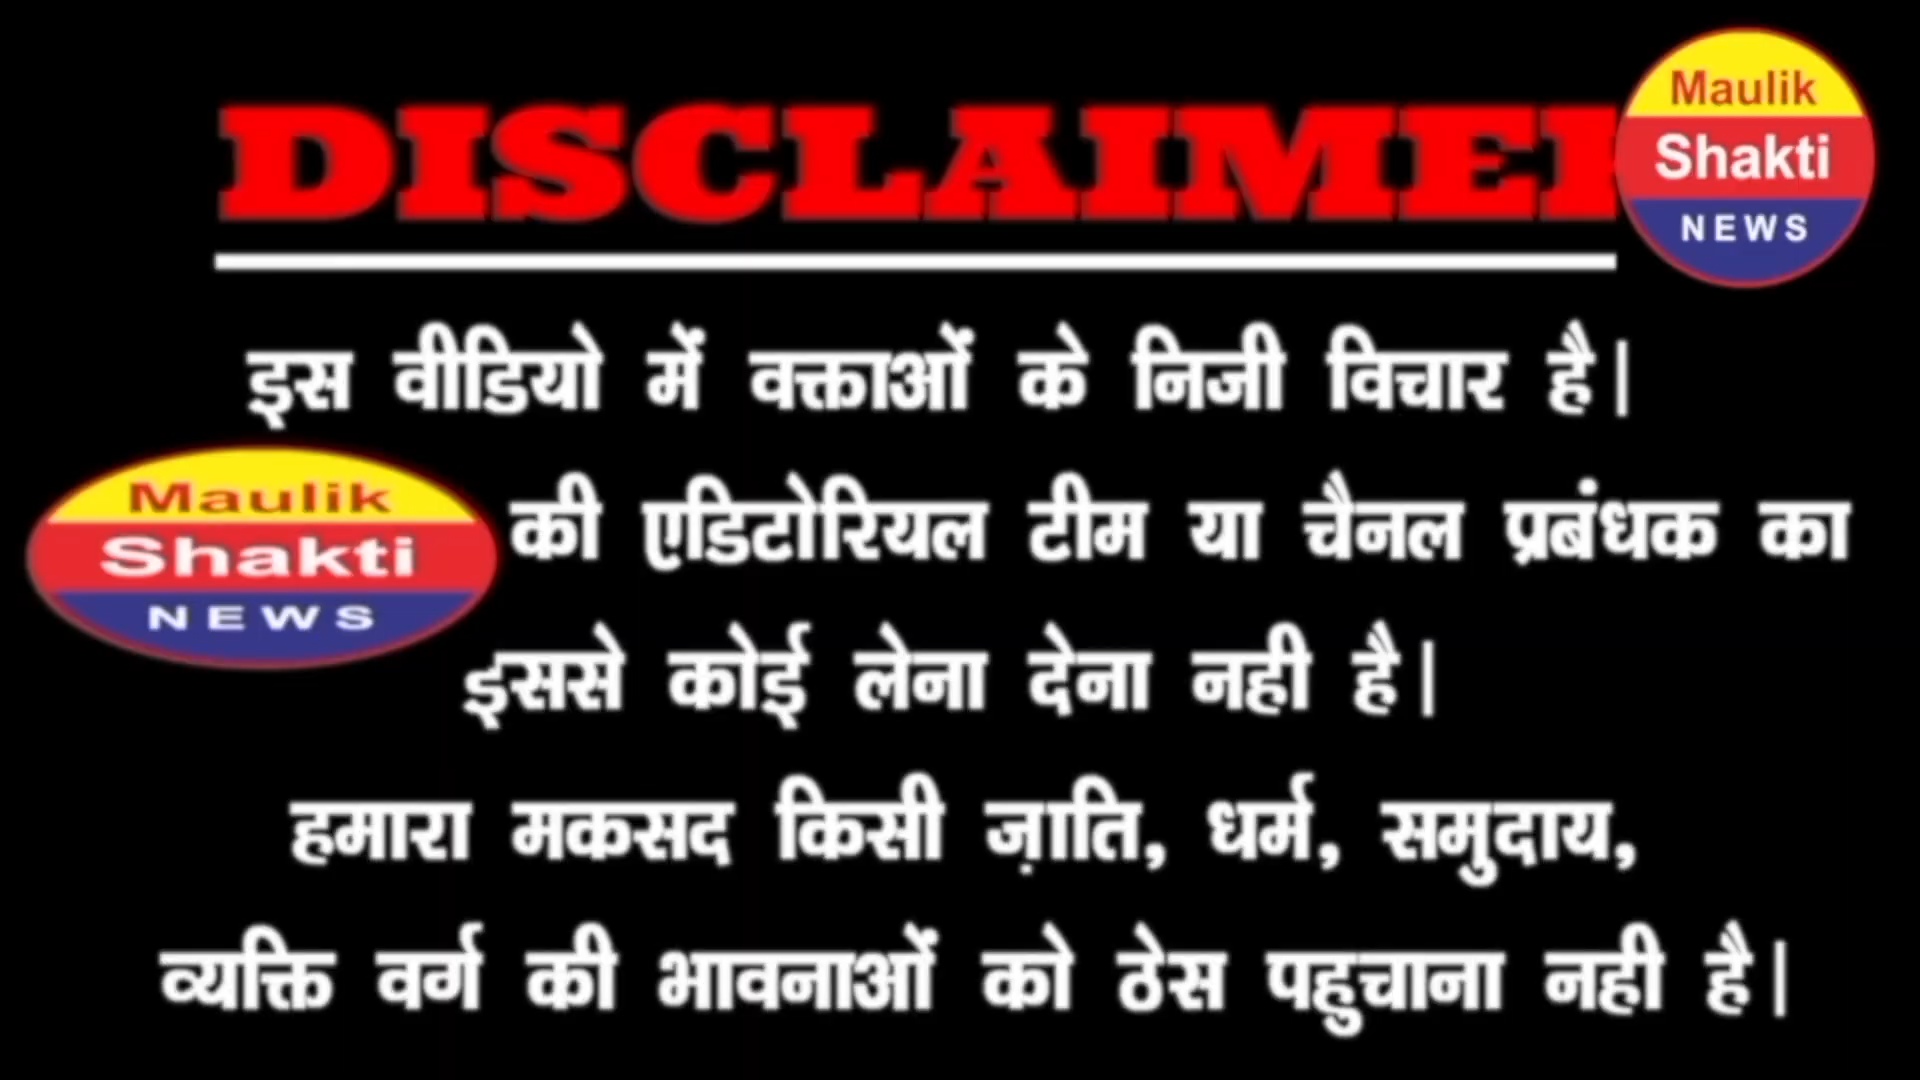 DISCLAIMER
Maulik
Shakti
NEWS
इस वीडियो में वक्ताओं के निजी विचार है|
Maulik
Shakti
NEWS
की एडिटोरियल टीम या चैनल प्रबंधक का
इससे कोई लेना देना नही है|
हमारा मकसद किसी ज़ाति, धर्म, समुदाय,
व्यक्ति वर्ग की भावनाओं को ठेस पहुचाना नही है|